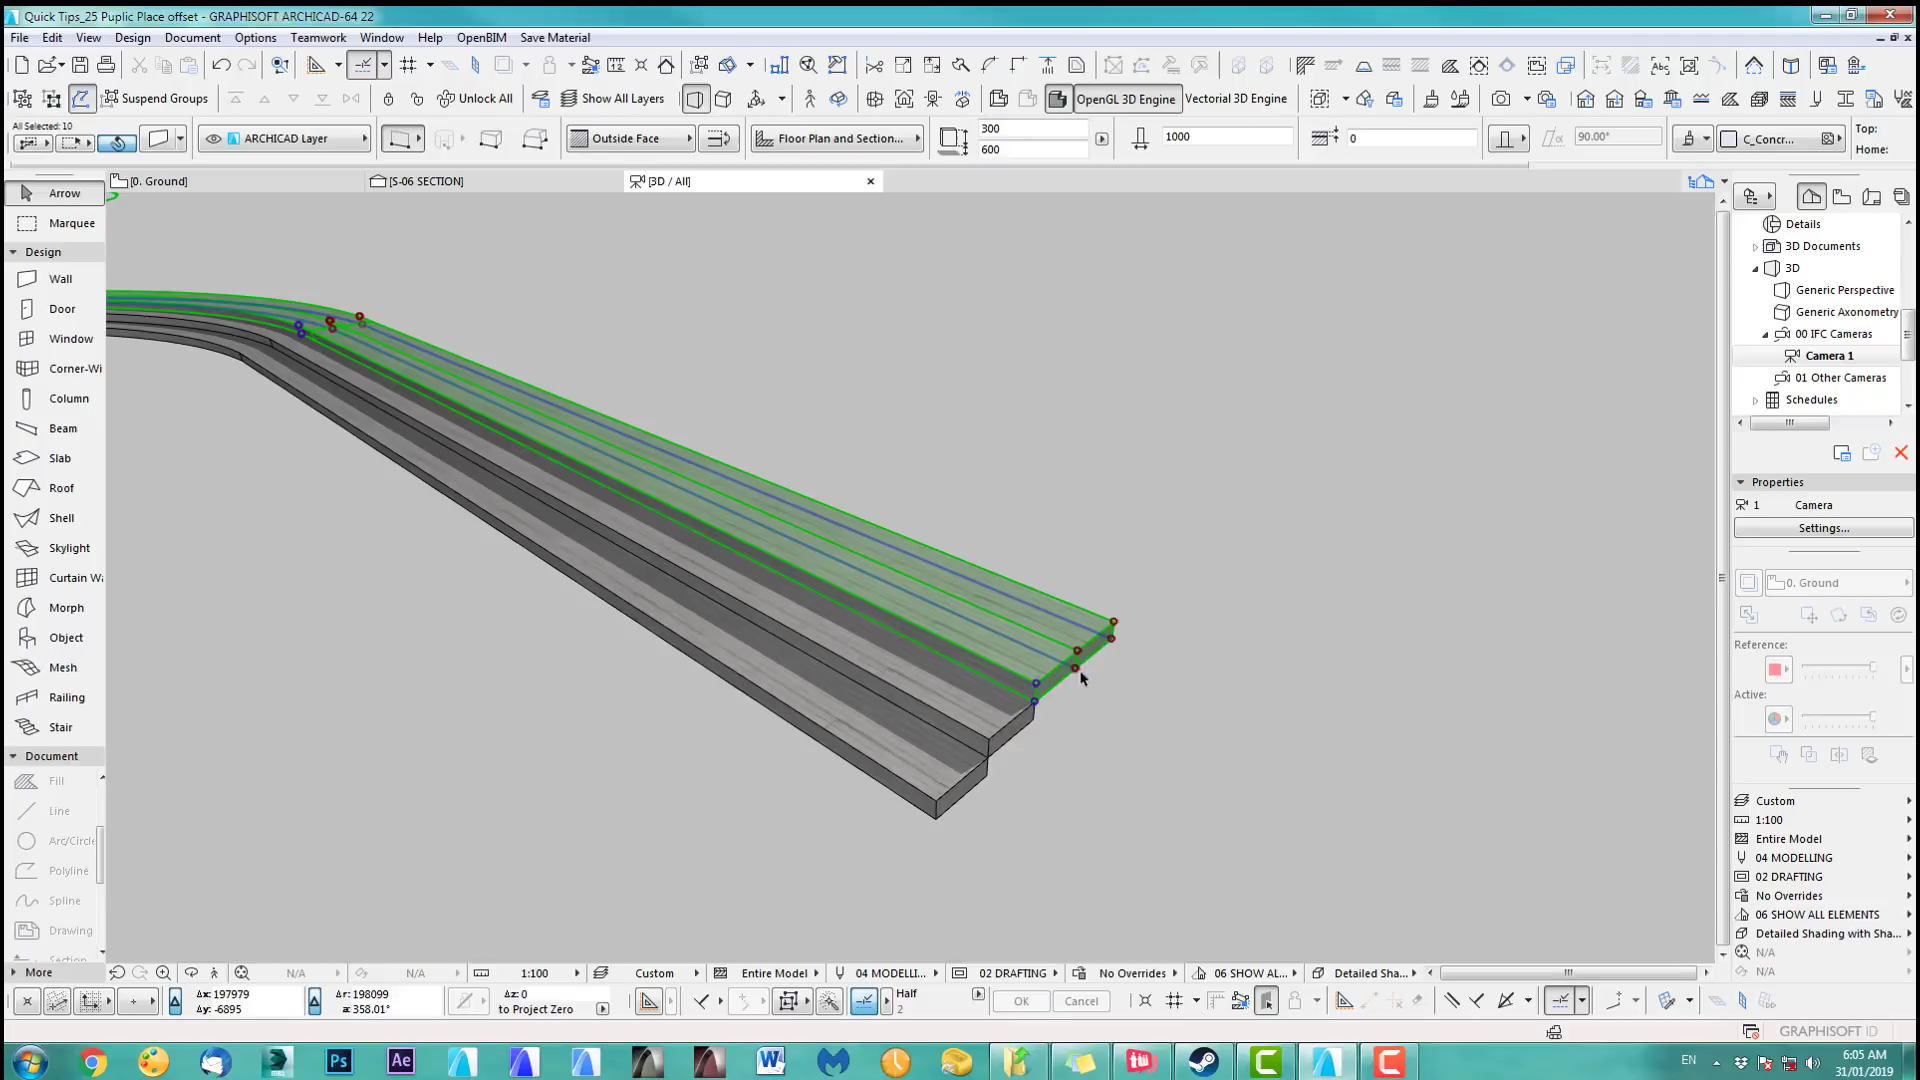 Quick Tips_25 Puplic Place offset - GRAPHISOFT ARCHICAD-64 22
File Edit View Design Document Options Teamwork Window Help OpenBIM Save Material
Suspend Groups Unlock All Show All Layers OpenGL 3D Engine Vectorial 3D Engine
All Selected: 10
ARCHICAD Layer Outside Face Floor Plan and Section... 300 600 1000 0 90.00° C_Concr... Top: Home:
[0. Ground] [S-06 SECTION] [3D / All]
Arrow
Marquee
Design
Wall
Door
Window
Corner-Wi
Column
Beam
Slab
Roof
Shell
Skylight
Curtain Wa
Morph
Object
Mesh
Railing
Stair
Document
Fill
Line
Arc/Circle
Polyline
Spline
Drawing
More
Details
3D Documents
3D
Generic Perspective
Generic Axonometry
00 IFC Cameras
Camera 1
01 Other Cameras
Schedules
Properties
1 Camera
Settings...
0. Ground
Reference:
Active:
Custom
1:100
Entire Model
04 MODELLING
02 DRAFTING
No Overrides
06 SHOW ALL ELEMENTS
Detailed Shading with Sha...
N/A
N/A
N/A N/A 1:100 Custom Entire Model 04 MODELLI... 02 DRAFTING No Overrides 06 SHOW AL... Detailed Sha...
Δx: 197979 Δr: 198099 Δz: 0 Half OK Cancel
Δy: -6895 a: 358.01° to Project Zero 2
GRAPHISOFT ID
Ps Ae W
EN 6:05 AM
31/01/2019